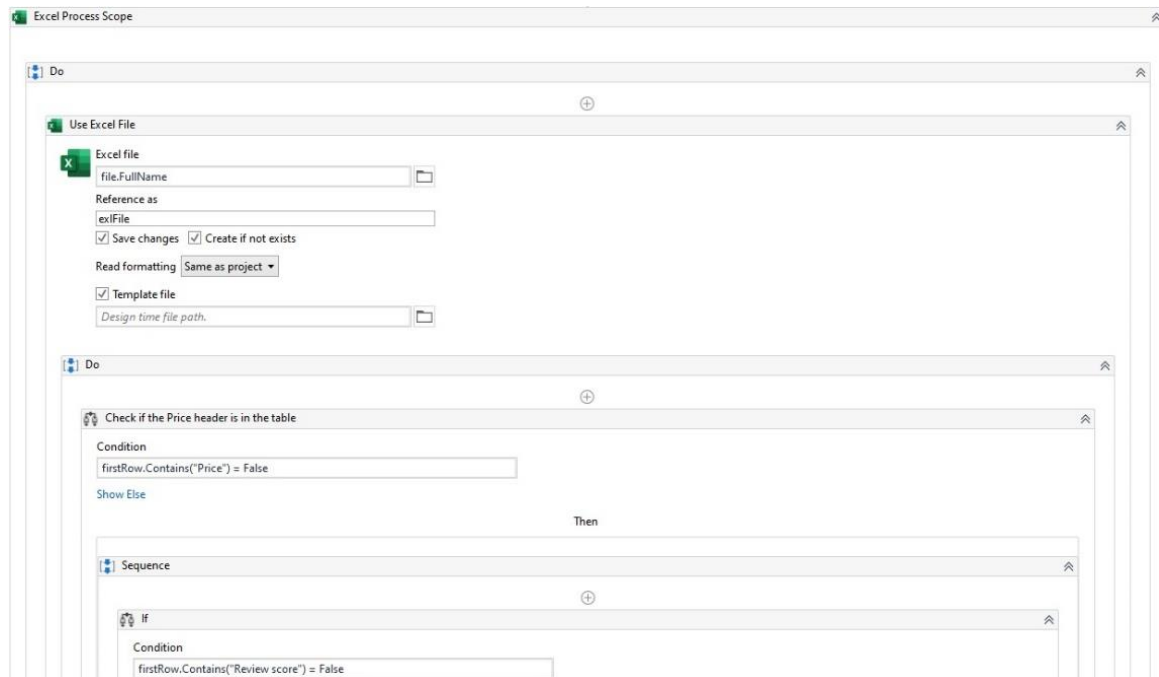 Excel Process Scope
Do
Use Excel File
Excel file
file.FullName
Reference as
exlFile
Save changes Create if not exists
Read formatting Same as project
Template file
Design time file path.
Do
Check if the Price header is in the table
Condition
firstRow.Contains("Price") = False
Show Else
Then
Sequence
If
Condition
firstRow.Contains("Review score") = False